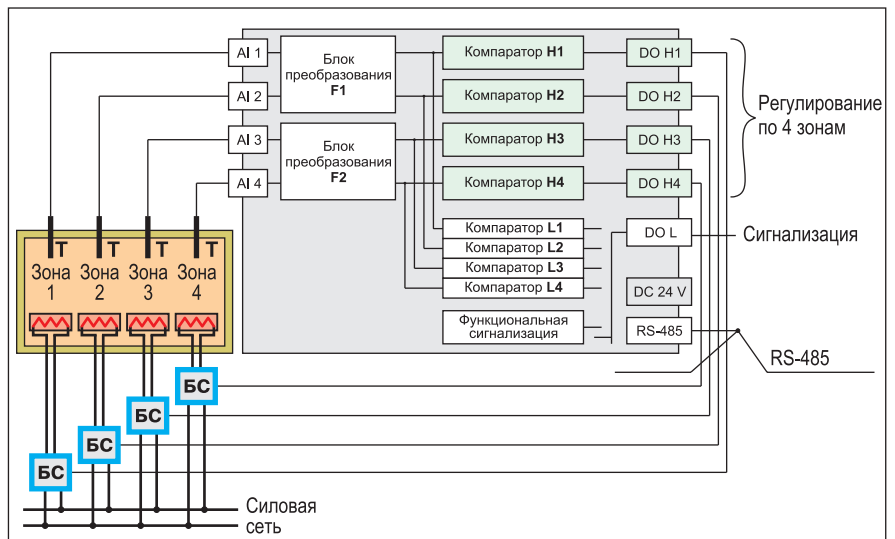 AI 1
Блок
преобразования
F1
Компаратор H1
DO H1
AI 2
Компаратор H2
DO H2
Регулирование
по 4 зонам
AI 3
Блок
преобразования
F2
Компаратор H3
DO H3
AI 4
Компаратор H4
DO H4
Компаратор L1
Компаратор L2
Компаратор L3
Компаратор L4
DO L
Сигнализация
DC 24 V
Функциональная
сигнализация
RS-485
RS-485
T
T
T
T
Зона
1
Зона
2
Зона
3
Зона
4
БС
БС
БС
БС
Силовая
сеть